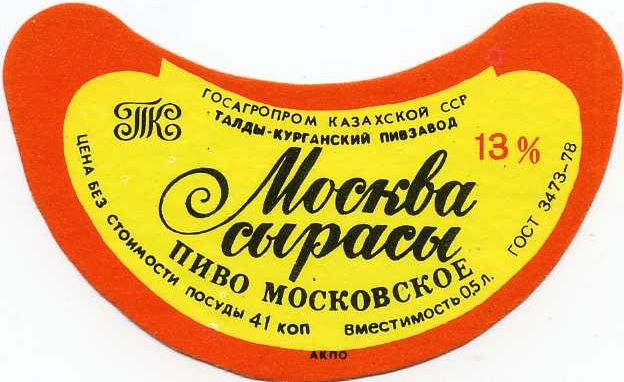 ГОСАГРОПРОМ КАЗАХСКОЙ ССР
ТАЛДЫ-КУРГАНСКИЙ ПИВЗАВОД
ТКС
13%
Москва
сырасы
ПИВО МОСКОВСКОЕ
ЦЕНА БЕЗ СТОИМОСТИ ПОСУДЫ 41 КОП
ВМЕСТИМОСТЬ 0,5 Л.
ГОСТ 3473-78
АКПО